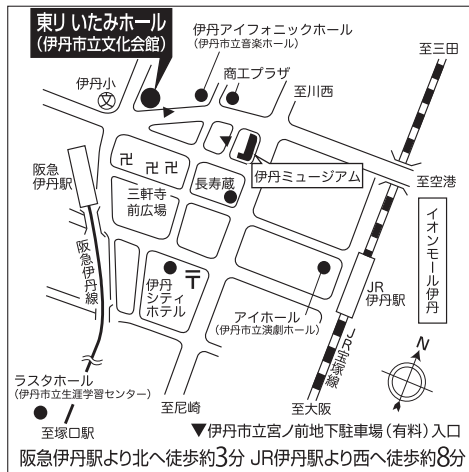 東リ いたみホール
(伊丹市立文化会館)
伊丹アイフォニックホール
(伊丹市立音楽ホール)
商工プラザ
至三田
伊丹小
文
至川西
阪急
伊丹駅
卍 卍 卍
伊丹ミュージアム
長寿蔵
至空港
三軒寺
前広場
イオンモール伊丹
阪急伊丹線
伊丹
シティ
ホテル
〒
JR
伊丹駅
アイホール
(伊丹市立演劇ホール)
JR宝塚線
N
ラスタホール
(伊丹市立生涯学習センター)
至塚口駅
至尼崎
至大阪
▼伊丹市立宮ノ前地下駐車場(有料)入口
阪急伊丹駅より北へ徒歩約3分 JR伊丹駅より西へ徒歩約8分